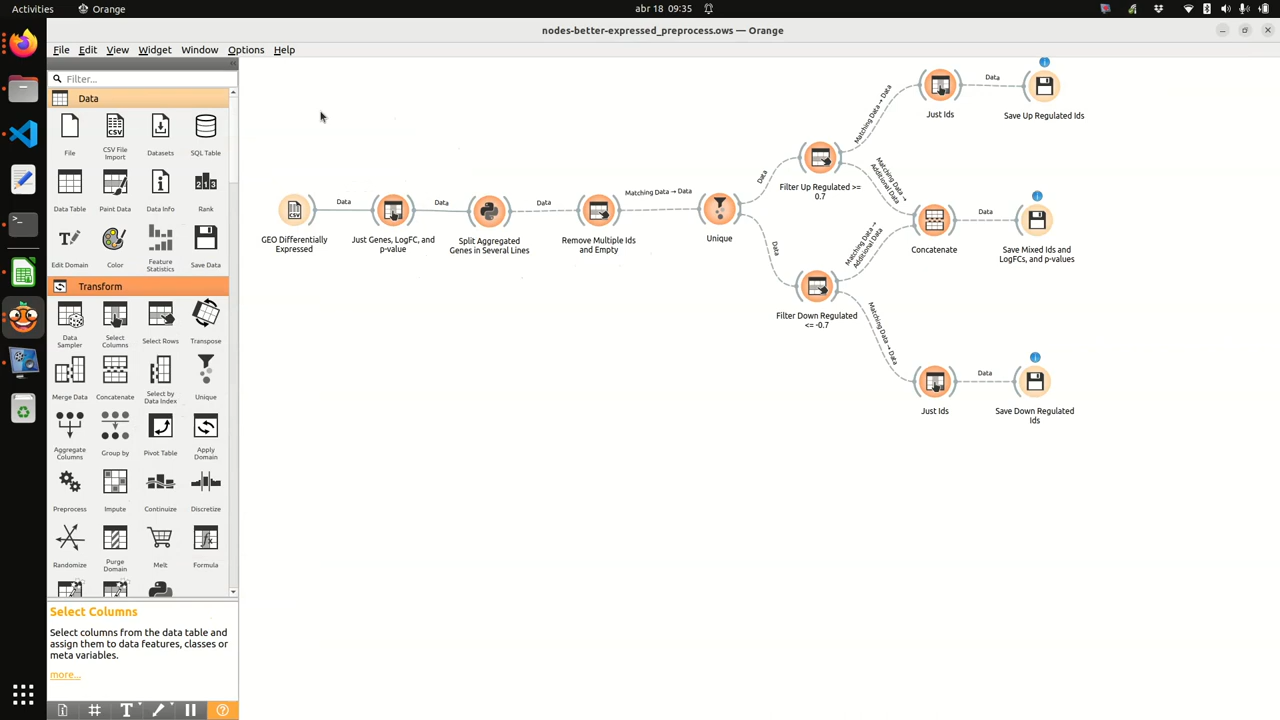 Activities
Orange
abr 18 09:35
nodes-better-expressed_preprocess.ows — Orange
File Edit View Widget Window Options Help
Filter...
Data
File
CSV File
Import
Datasets
SQL Table
Data Table
Paint Data
Data Info
Rank
Edit Domain
Color
Feature
Statistics
Save Data
Transform
Data
Sampler
Select
Columns
Select Rows
Transpose
Merge Data
Concatenate
Select by
Data Index
Unique
Aggregate
Columns
Group by
Pivot Table
Apply
Domain
Preprocess
Impute
Continuize
Discretize
Randomize
Purge
Domain
Melt
Formula
Select Columns
Select columns from the data table and
assign them to data features, classes or
meta variables.
more...
GEO Differentially
Expressed
Data
Just Genes, LogFC, and
p-value
Data
Split Aggregated
Genes in Several Lines
Data
Remove Multiple Ids
and Empty
Matching Data → Data
Unique
Data
Data
Filter Up Regulated >=
0.7
Filter Down Regulated
<= -0.7
Matching Data → Data
Matching Data →
Additional Data
Matching Data →
Additional Data
Matching Data → Data
Just Ids
Data
Save Up Regulated Ids
Concatenate
Data
Save Mixed Ids and
LogFCs, and p-values
Just Ids
Data
Save Down Regulated
Ids